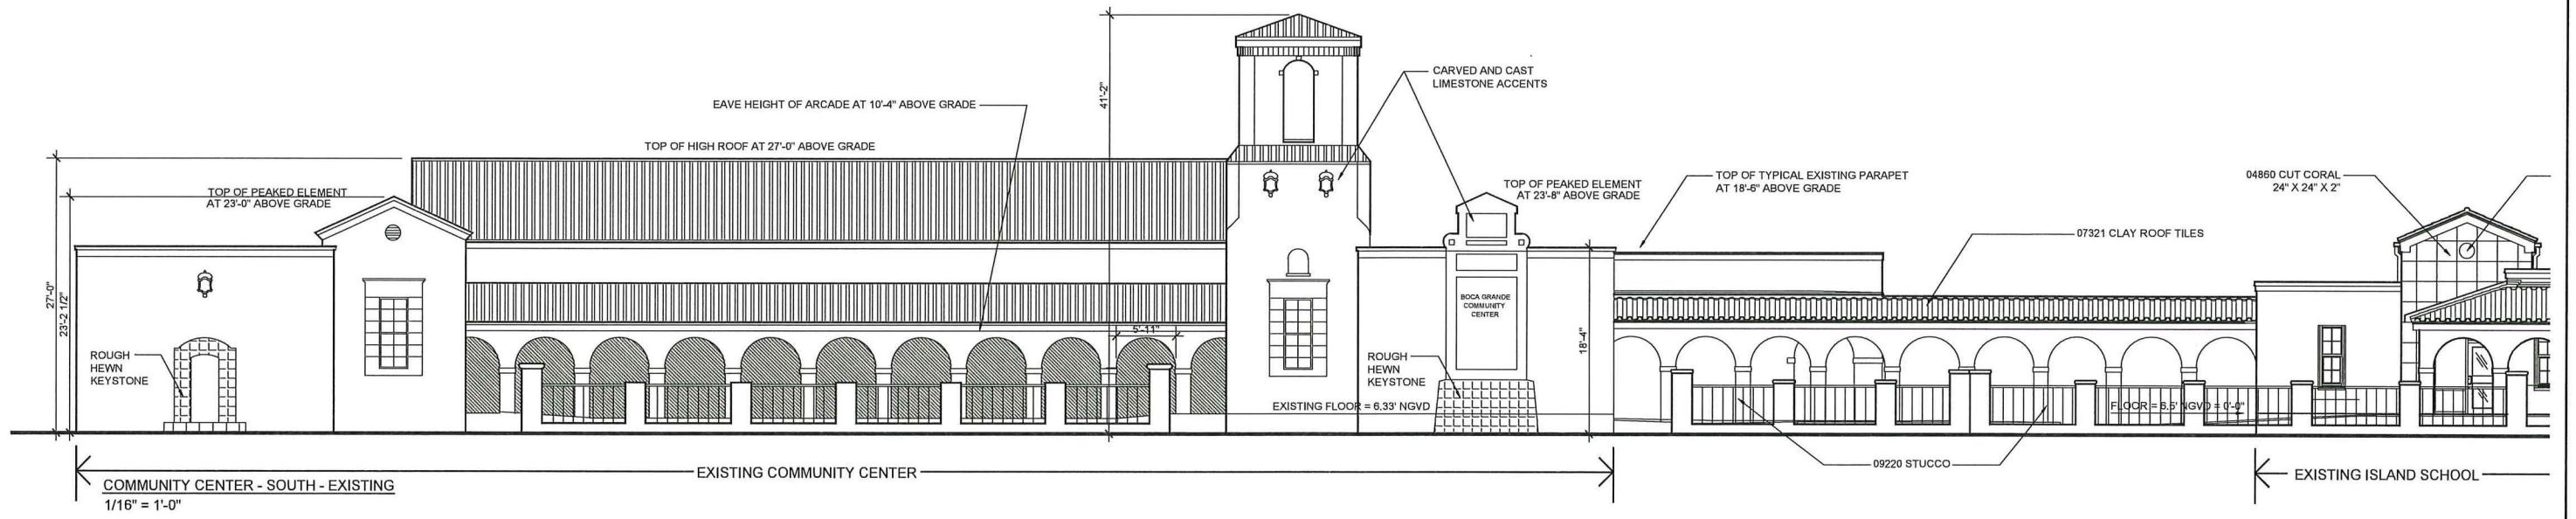 41'-2"
CARVED AND CAST
LIMESTONE ACCENTS
EAVE HEIGHT OF ARCADE AT 10'-4" ABOVE GRADE
TOP OF HIGH ROOF AT 27'-0" ABOVE GRADE
TOP OF PEAKED ELEMENT
AT 23'-0" ABOVE GRADE
TOP OF PEAKED ELEMENT
AT 23'-8" ABOVE GRADE
TOP OF TYPICAL EXISTING PARAPET
AT 18'-6" ABOVE GRADE
04860 CUT CORAL
24" X 24" X 2"
07321 CLAY ROOF TILES
27'-0"
23'-2 1/2"
BOCA GRANDE
COMMUNITY
CENTER
5'-11"
18'-4"
ROUGH
HEWN
KEYSTONE
ROUGH
HEWN
KEYSTONE
EXISTING FLOOR = 6.33' NGVD
FLOOR = 6.5' NGVD = 0'-0"
09220 STUCCO
EXISTING COMMUNITY CENTER
EXISTING ISLAND SCHOOL
COMMUNITY CENTER - SOUTH - EXISTING
1/16" = 1'-0"